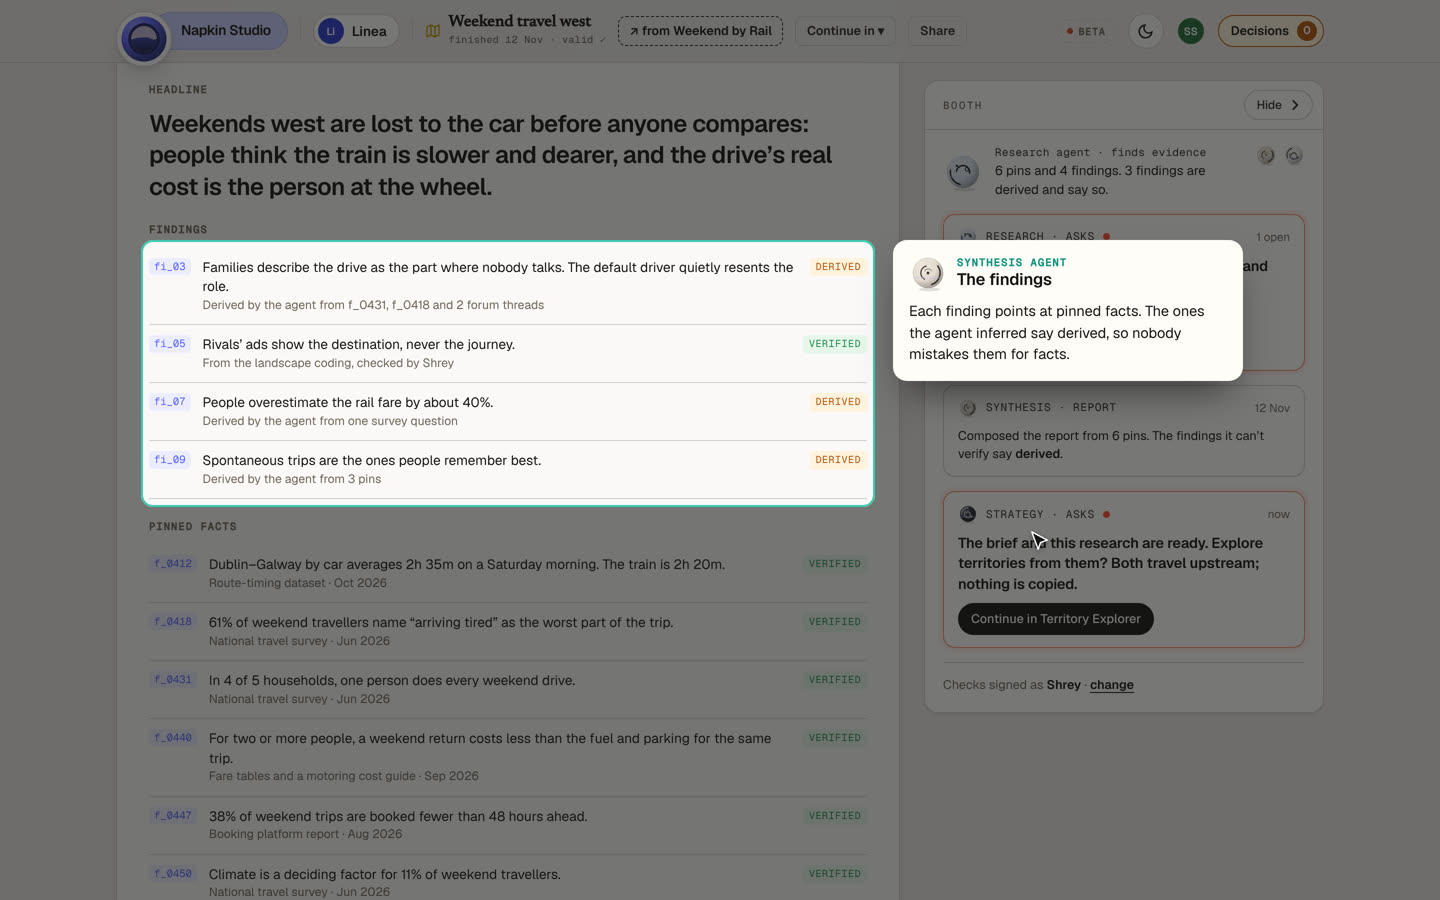 Napkin Studio
Li
Linea
Weekend travel west
finished 12 Nov · valid ✓
↗ from Weekend by Rail
Continue in ▾
Share
BETA
SS
Decisions 0
HEADLINE
Weekends west are lost to the car before anyone compares:
people think the train is slower and dearer, and the drive’s real
cost is the person at the wheel.
FINDINGS
fi_03
Families describe the drive as the part where nobody talks. The default driver quietly resents the
role.
DERIVED
Derived by the agent from f_0431, f_0418 and 2 forum threads
fi_05
Rivals’ ads show the destination, never the journey.
VERIFIED
From the landscape coding, checked by Shrey
fi_07
People overestimate the rail fare by about 40%.
DERIVED
Derived by the agent from one survey question
fi_09
Spontaneous trips are the ones people remember best.
DERIVED
Derived by the agent from 3 pins
PINNED FACTS
f_0412
Dublin–Galway by car averages 2h 35m on a Saturday morning. The train is 2h 20m.
VERIFIED
Route-timing dataset · Oct 2026
f_0418
61% of weekend travellers name “arriving tired” as the worst part of the trip.
VERIFIED
National travel survey · Jun 2026
f_0431
In 4 of 5 households, one person does every weekend drive.
VERIFIED
National travel survey · Jun 2026
f_0440
For two or more people, a weekend return costs less than the fuel and parking for the same
trip.
VERIFIED
Fare tables and a motoring cost guide · Sep 2026
f_0447
38% of weekend trips are booked fewer than 48 hours ahead.
VERIFIED
Booking platform report · Aug 2026
f_0450
Climate is a deciding factor for 11% of weekend travellers.
VERIFIED
National travel survey · Jun 2026
BOOTH
Hide
Research agent · finds evidence
6 pins and 4 findings. 3 findings are
derived and say so.
RESEARCH · ASKS
1 open
and
SYNTHESIS AGENT
The findings
Each finding points at pinned facts. The ones
the agent inferred say derived, so nobody
mistakes them for facts.
SYNTHESIS · REPORT
12 Nov
Composed the report from 6 pins. The findings it can’t
verify say derived.
STRATEGY · ASKS
now
The brief and this research are ready. Explore
territories from them? Both travel upstream;
nothing is copied.
Continue in Territory Explorer
Checks signed as Shrey · change